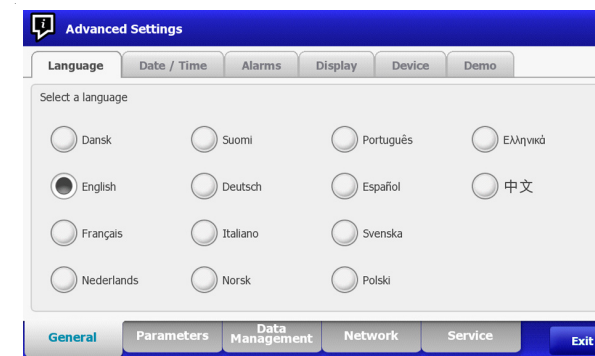 Advanced Settings
Language Date / Time Alarms Display Device Demo
Select a language
Dansk Suomi Português Ελληνικά
English Deutsch Español 中文
Français Italiano Svenska
Nederlands Norsk Polski
General Parameters Data Management Network Service Exit